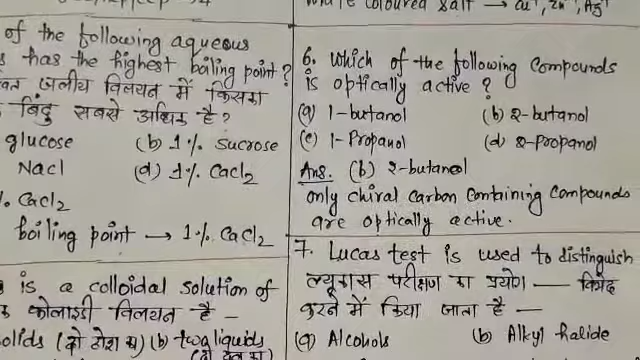 of the following aqueous
has the highest boiling point?
जलीय विलयन में किसका
बिंदु सबसे अधिक है?
glucose (b) 1% sucrose
Nacl (d) 1% CaCl2
CaCl2
boiling point → 1% CaCl2
is a colloidal solution of
कोलाइडी विलयन है –
(b) two liquids
white coloured salt →
6. Which of the following Compounds
is optically active?
(a) 1-butanol (b) 2-butanol
(c) 1-Propanol (d) 2-Propanol
Ans. (b) 2-butanol
only chiral carbon containing compounds
are optically active.
7. Lucas test is used to distinguish
ल्यूकास परीक्षण का प्रयोग — विभेद
करने में किया जाता है –
(a) Alcohols (b) Alkyl halide